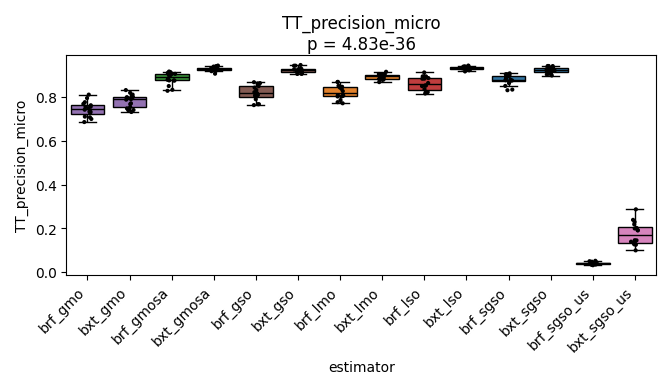 TT_precision_micro
p = 4.83e-36
TT_precision_micro
0.8
0.6
0.4
0.2
0.0
brf_gmo
bxt_gmo
brf_gmosa
bxt_gmosa
brf_gso
bxt_gso
brf_lmo
bxt_lmo
brf_lso
bxt_lso
brf_sgso
bxt_sgso
brf_sgso_us
bxt_sgso_us
estimator